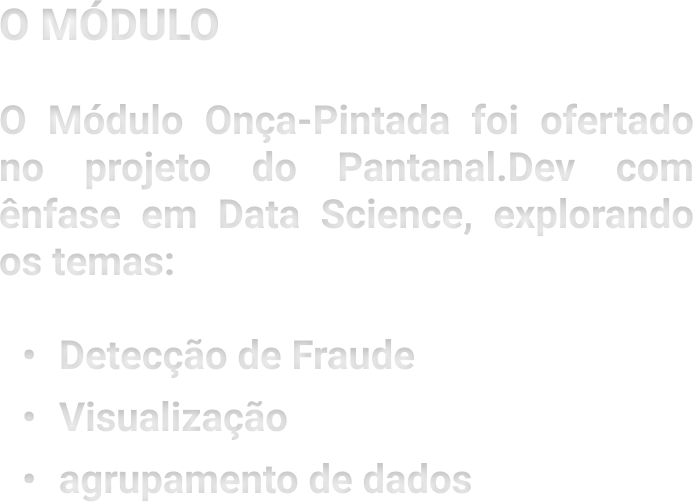 O MÓDULO
O Módulo Onça-Pintada foi ofertado
no projeto do Pantanal.Dev com
ênfase em Data Science, explorando
os temas:
• Detecção de Fraude
• Visualização
• agrupamento de dados